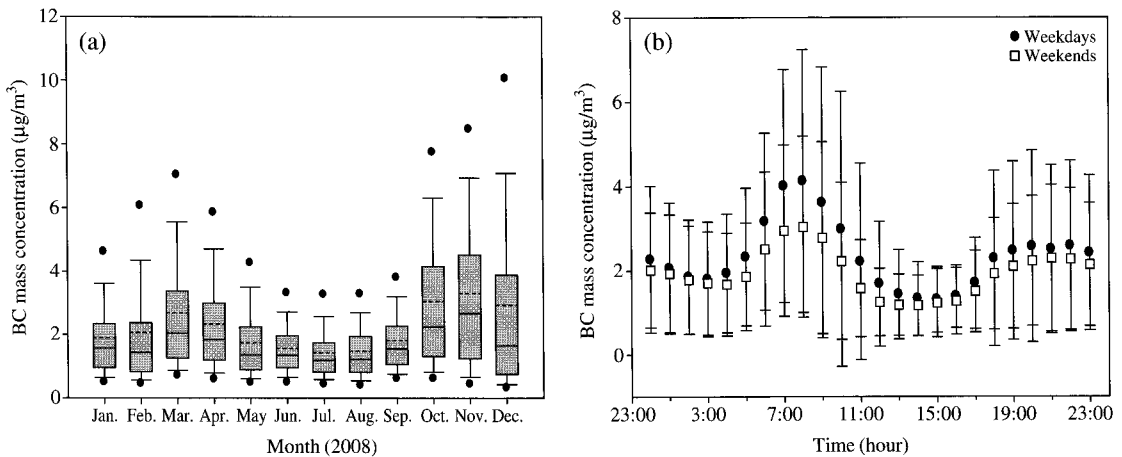 (a)
BC mass concentration (μg/m³)
12
10
8
6
4
2
0
Jan. Feb. Mar. Apr. May Jun. Jul. Aug. Sep. Oct. Nov. Dec.
Month (2008)
(b)
Weekdays
Weekends
BC mass concentration (μg/m³)
8
6
4
2
0
23:00 3:00 7:00 11:00 15:00 19:00 23:00
Time (hour)